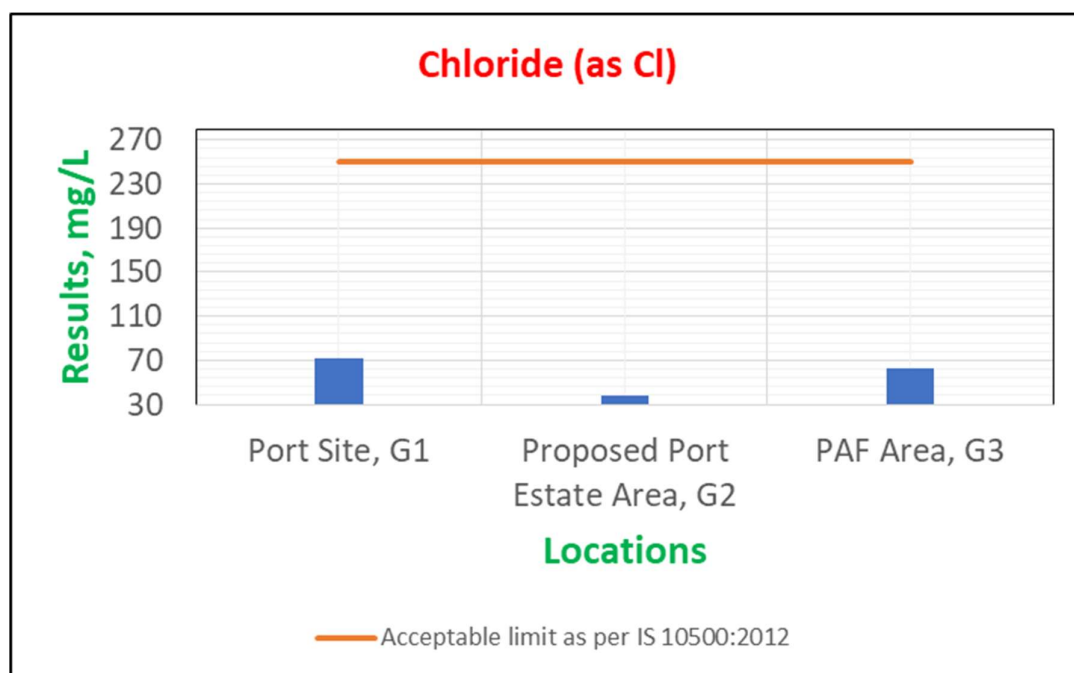 Chloride (as Cl)
Results, mg/L
270
230
190
150
110
70
30
Port Site, G1
Proposed Port
Estate Area, G2
PAF Area, G3
Locations
Acceptable limit as per IS 10500:2012